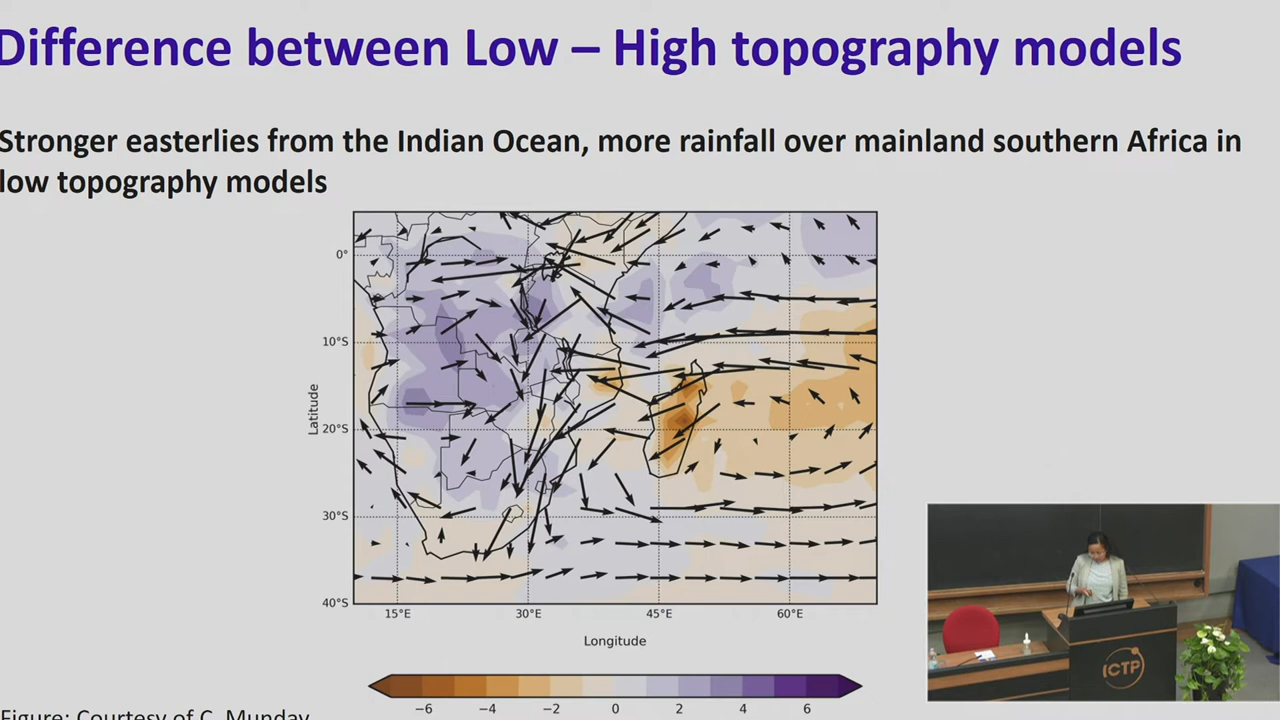 Difference between Low – High topography models
Stronger easterlies from the Indian Ocean, more rainfall over mainland southern Africa in
low topography models
0°
10°S
20°S
30°S
40°S
Latitude
15°E 30°E 45°E 60°E
Longitude
−6 −4 −2 0 2 4 6
Figure: Courtesy of C. Munday
ICTP